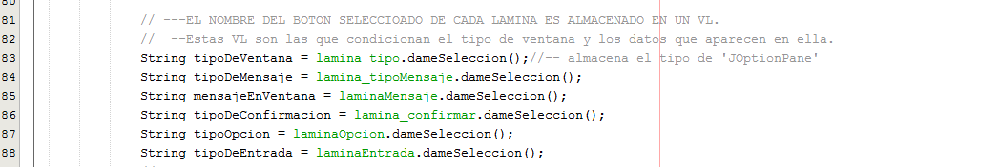 80
81 // ---EL NOMBRE DEL BOTON SELECCIOADO DE CADA LAMINA ES ALMACENADO EN UN VL.
82 //  --Estas VL son las que condicionan el tipo de ventana y los datos que aparecen en ella.
83 String tipoDeVentana = lamina_tipo.dameSeleccion();//-- almacena el tipo de 'JOptionPane'
84 String tipoDeMensaje = lamina_tipoMensaje.dameSeleccion();
85 String mensajeEnVentana = laminaMensaje.dameSeleccion();
86 String tipoDeConfirmacion = lamina_confirmar.dameSeleccion();
87 String tipoOpcion = laminaOpcion.dameSeleccion();
88 String tipoDeEntrada = laminaEntrada.dameSeleccion();